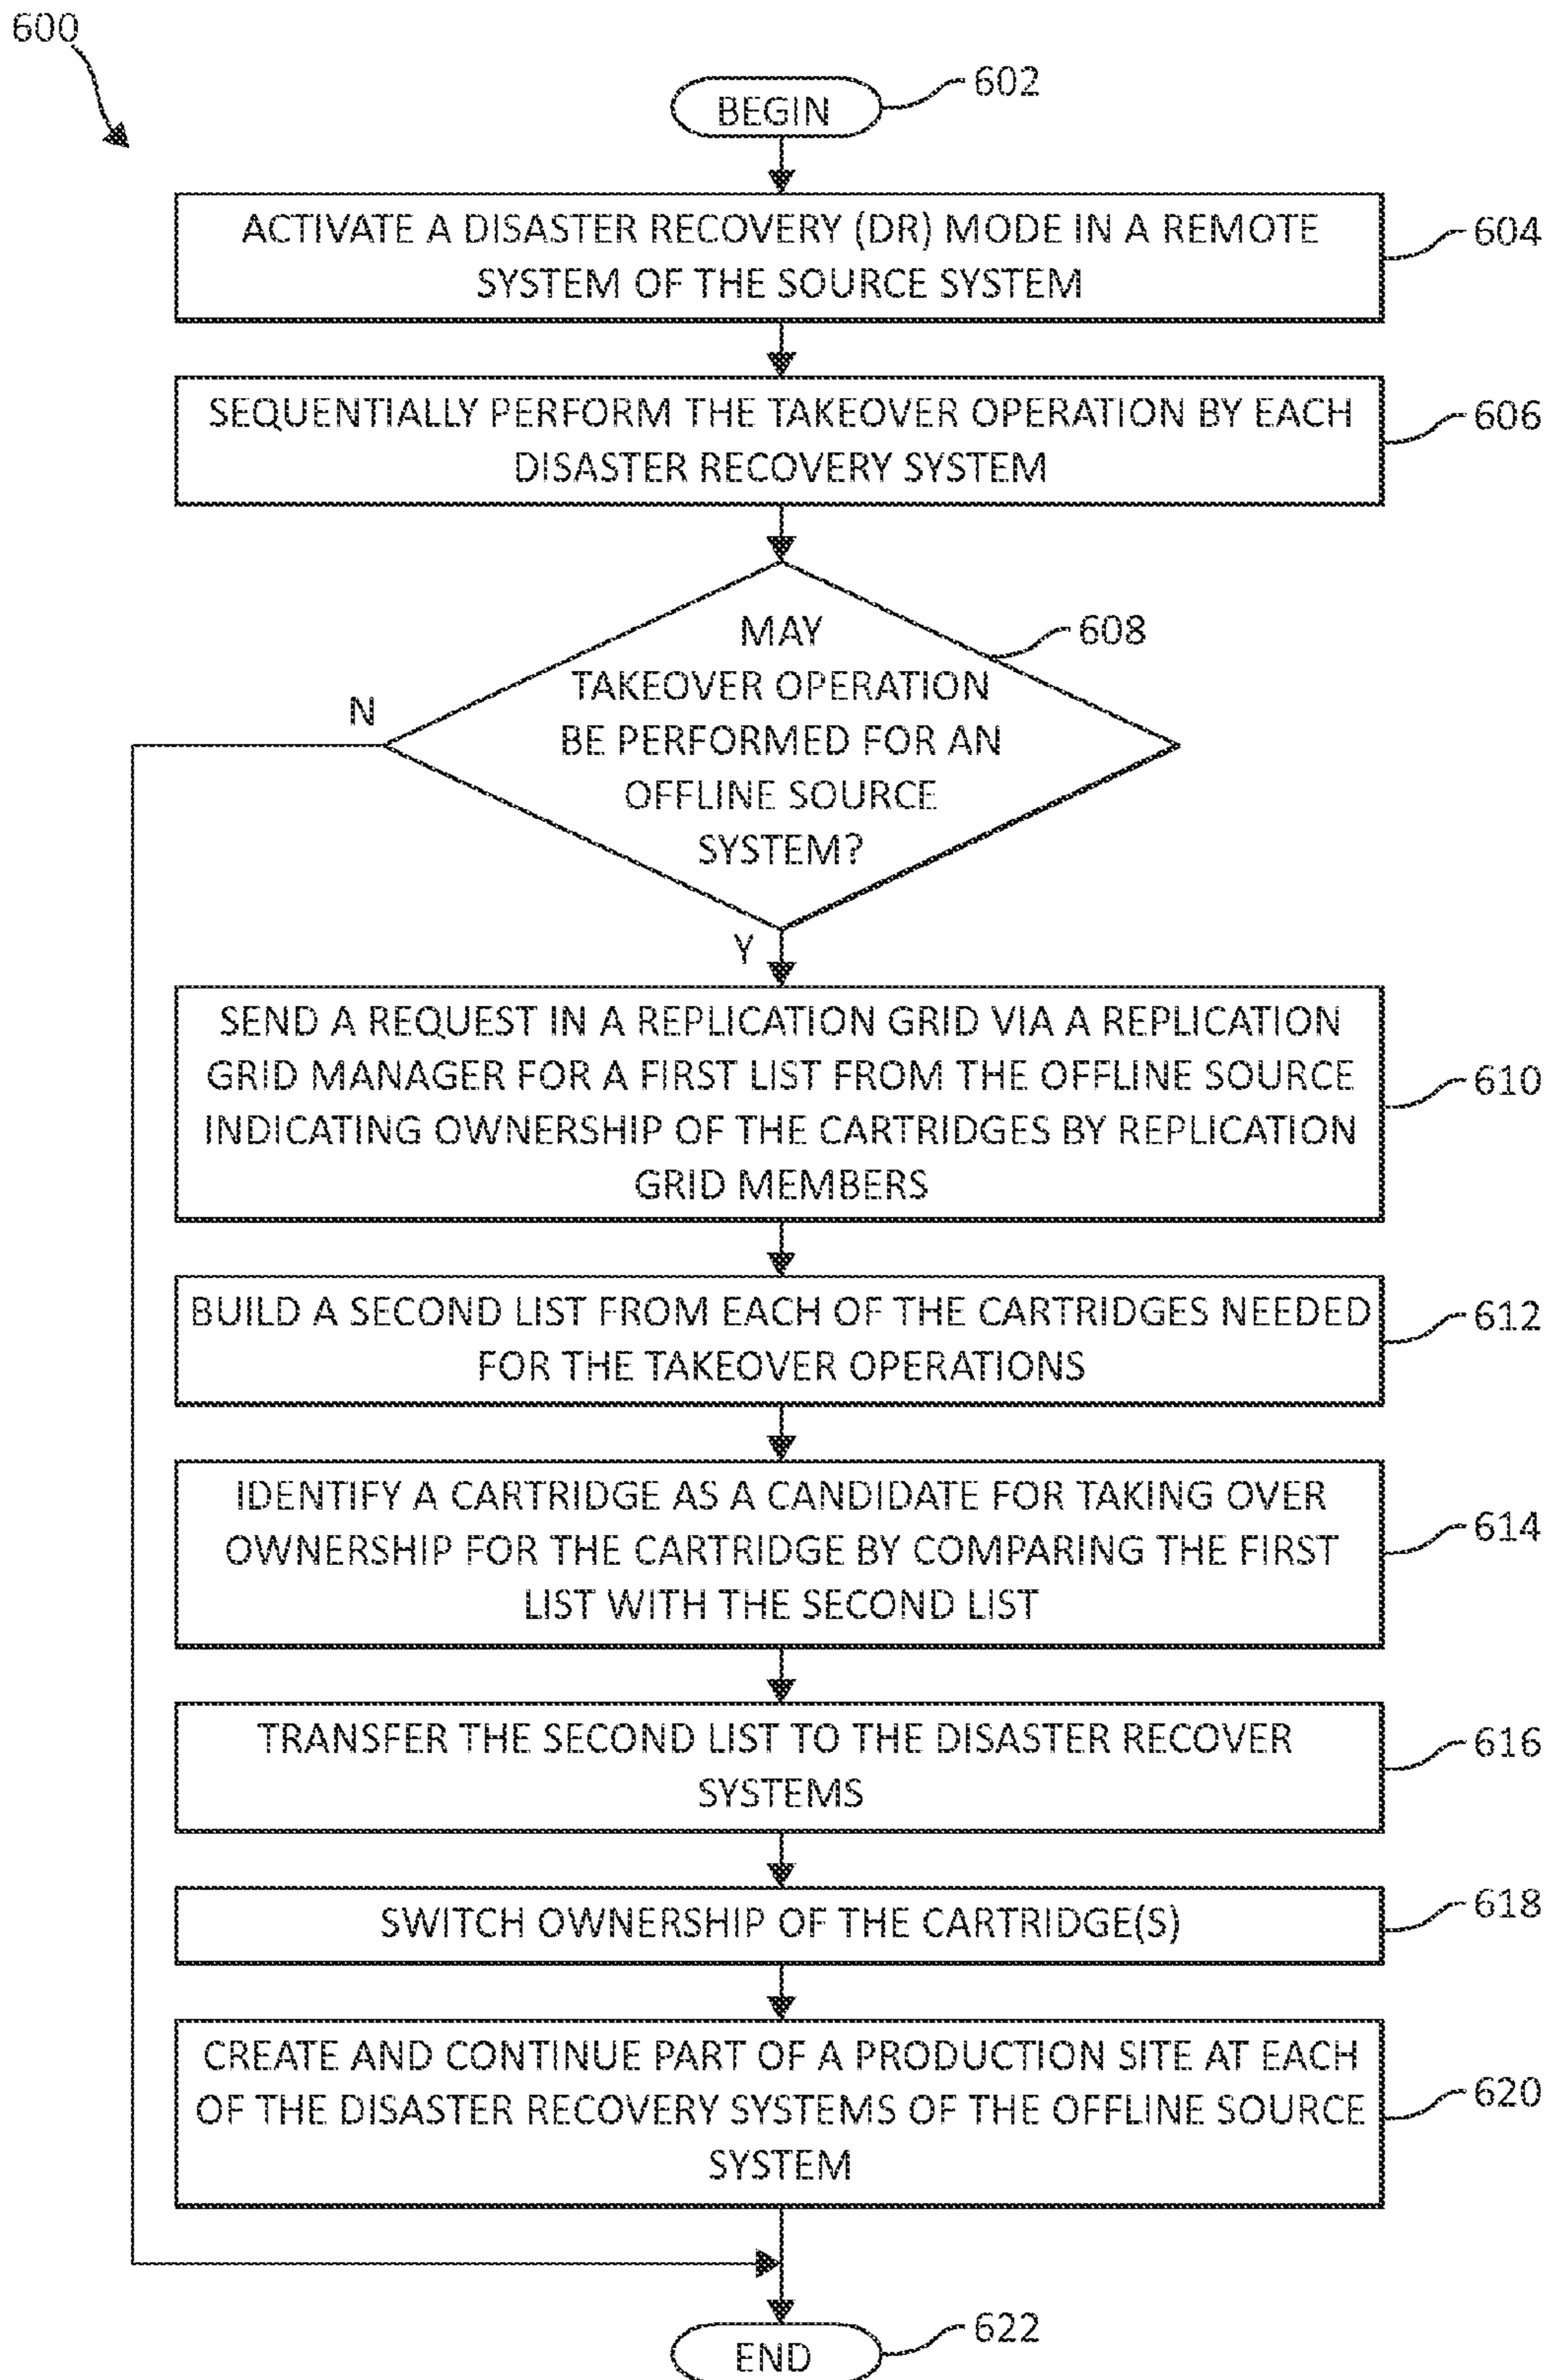 600
BEGIN
602
ACTIVATE A DISASTER RECOVERY (DR) MODE IN A REMOTE
SYSTEM OF THE SOURCE SYSTEM
604
SEQUENTIALLY PERFORM THE TAKEOVER OPERATION BY EACH
DISASTER RECOVERY SYSTEM
606
MAY
TAKEOVER OPERATION
BE PERFORMED FOR AN
OFFLINE SOURCE
SYSTEM?
608
N
Y
SEND A REQUEST IN A REPLICATION GRID VIA A REPLICATION
GRID MANAGER FOR A FIRST LIST FROM THE OFFLINE SOURCE
INDICATING OWNERSHIP OF THE CARTRIDGES BY REPLICATION
GRID MEMBERS
610
BUILD A SECOND LIST FROM EACH OF THE CARTRIDGES NEEDED
FOR THE TAKEOVER OPERATIONS
612
IDENTIFY A CARTRIDGE AS A CANDIDATE FOR TAKING OVER
OWNERSHIP FOR THE CARTRIDGE BY COMPARING THE FIRST
LIST WITH THE SECOND LIST
614
TRANSFER THE SECOND LIST TO THE DISASTER RECOVER
SYSTEMS
616
SWITCH OWNERSHIP OF THE CARTRIDGE(S)
618
CREATE AND CONTINUE PART OF A PRODUCTION SITE AT EACH
OF THE DISASTER RECOVERY SYSTEMS OF THE OFFLINE SOURCE
SYSTEM
620
END
622